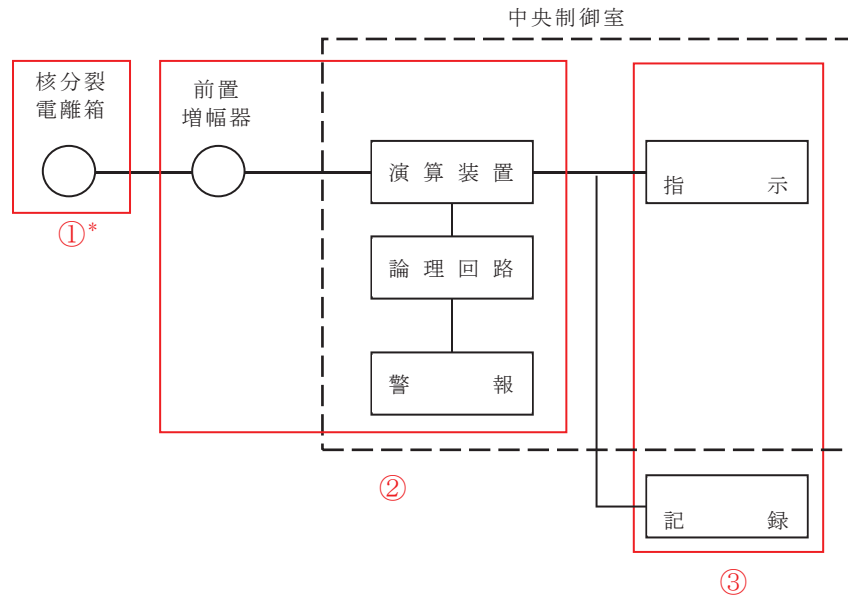 中央制御室
核分裂
電離箱
前置
増幅器
演算装置
指示
①*
論理回路
警報
②
記録
③